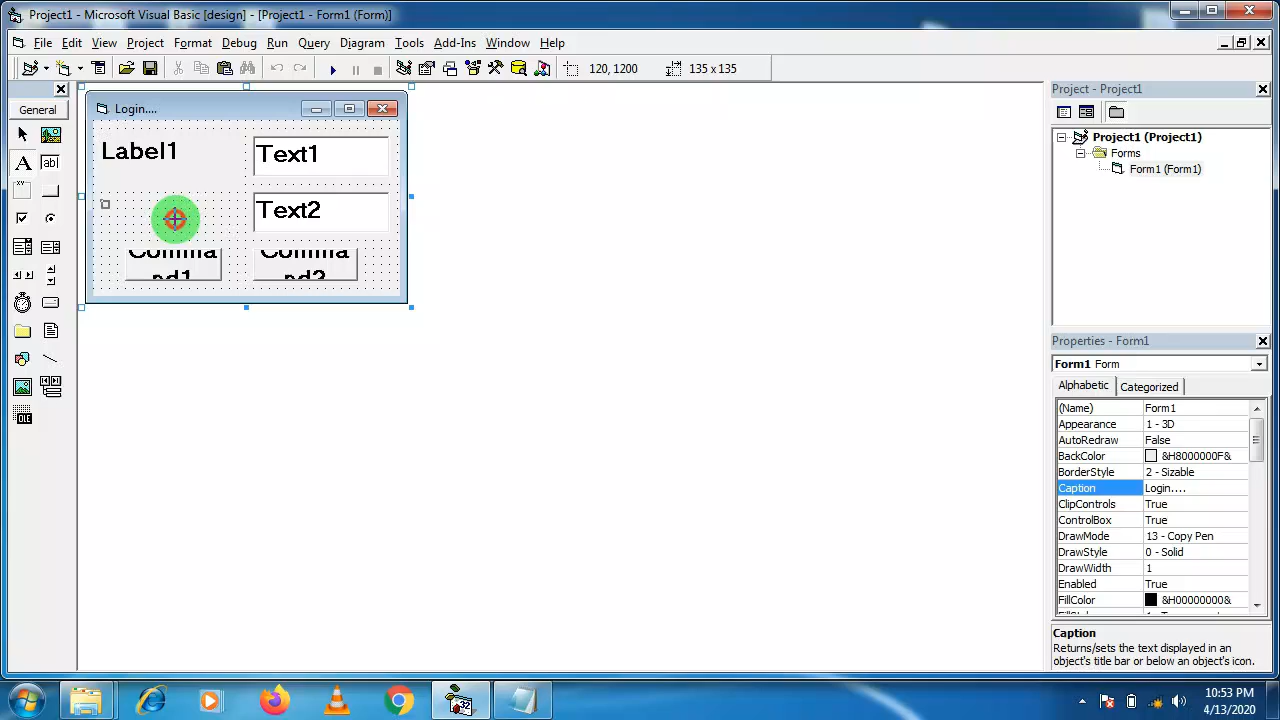 Project1 - Microsoft Visual Basic [design] - [Project1 - Form1 (Form)]
File Edit View Project Format Debug Run Query Diagram Tools Add-Ins Window Help
120, 1200 135 x 135
General
Login....
Label1
Text1
Text2
Command1
Command2
Project - Project1
Project1 (Project1)
Forms
Form1 (Form1)
Properties - Form1
Form1 Form
Alphabetic Categorized
(Name) Form1
Appearance 1 - 3D
AutoRedraw False
BackColor &H8000000F&
BorderStyle 2 - Sizable
Caption Login....
ClipControls True
ControlBox True
DrawMode 13 - Copy Pen
DrawStyle 0 - Solid
DrawWidth 1
Enabled True
FillColor &H00000000&
Caption
Returns/sets the text displayed in an
object's title bar or below an object's icon.
10:53 PM
4/13/2020